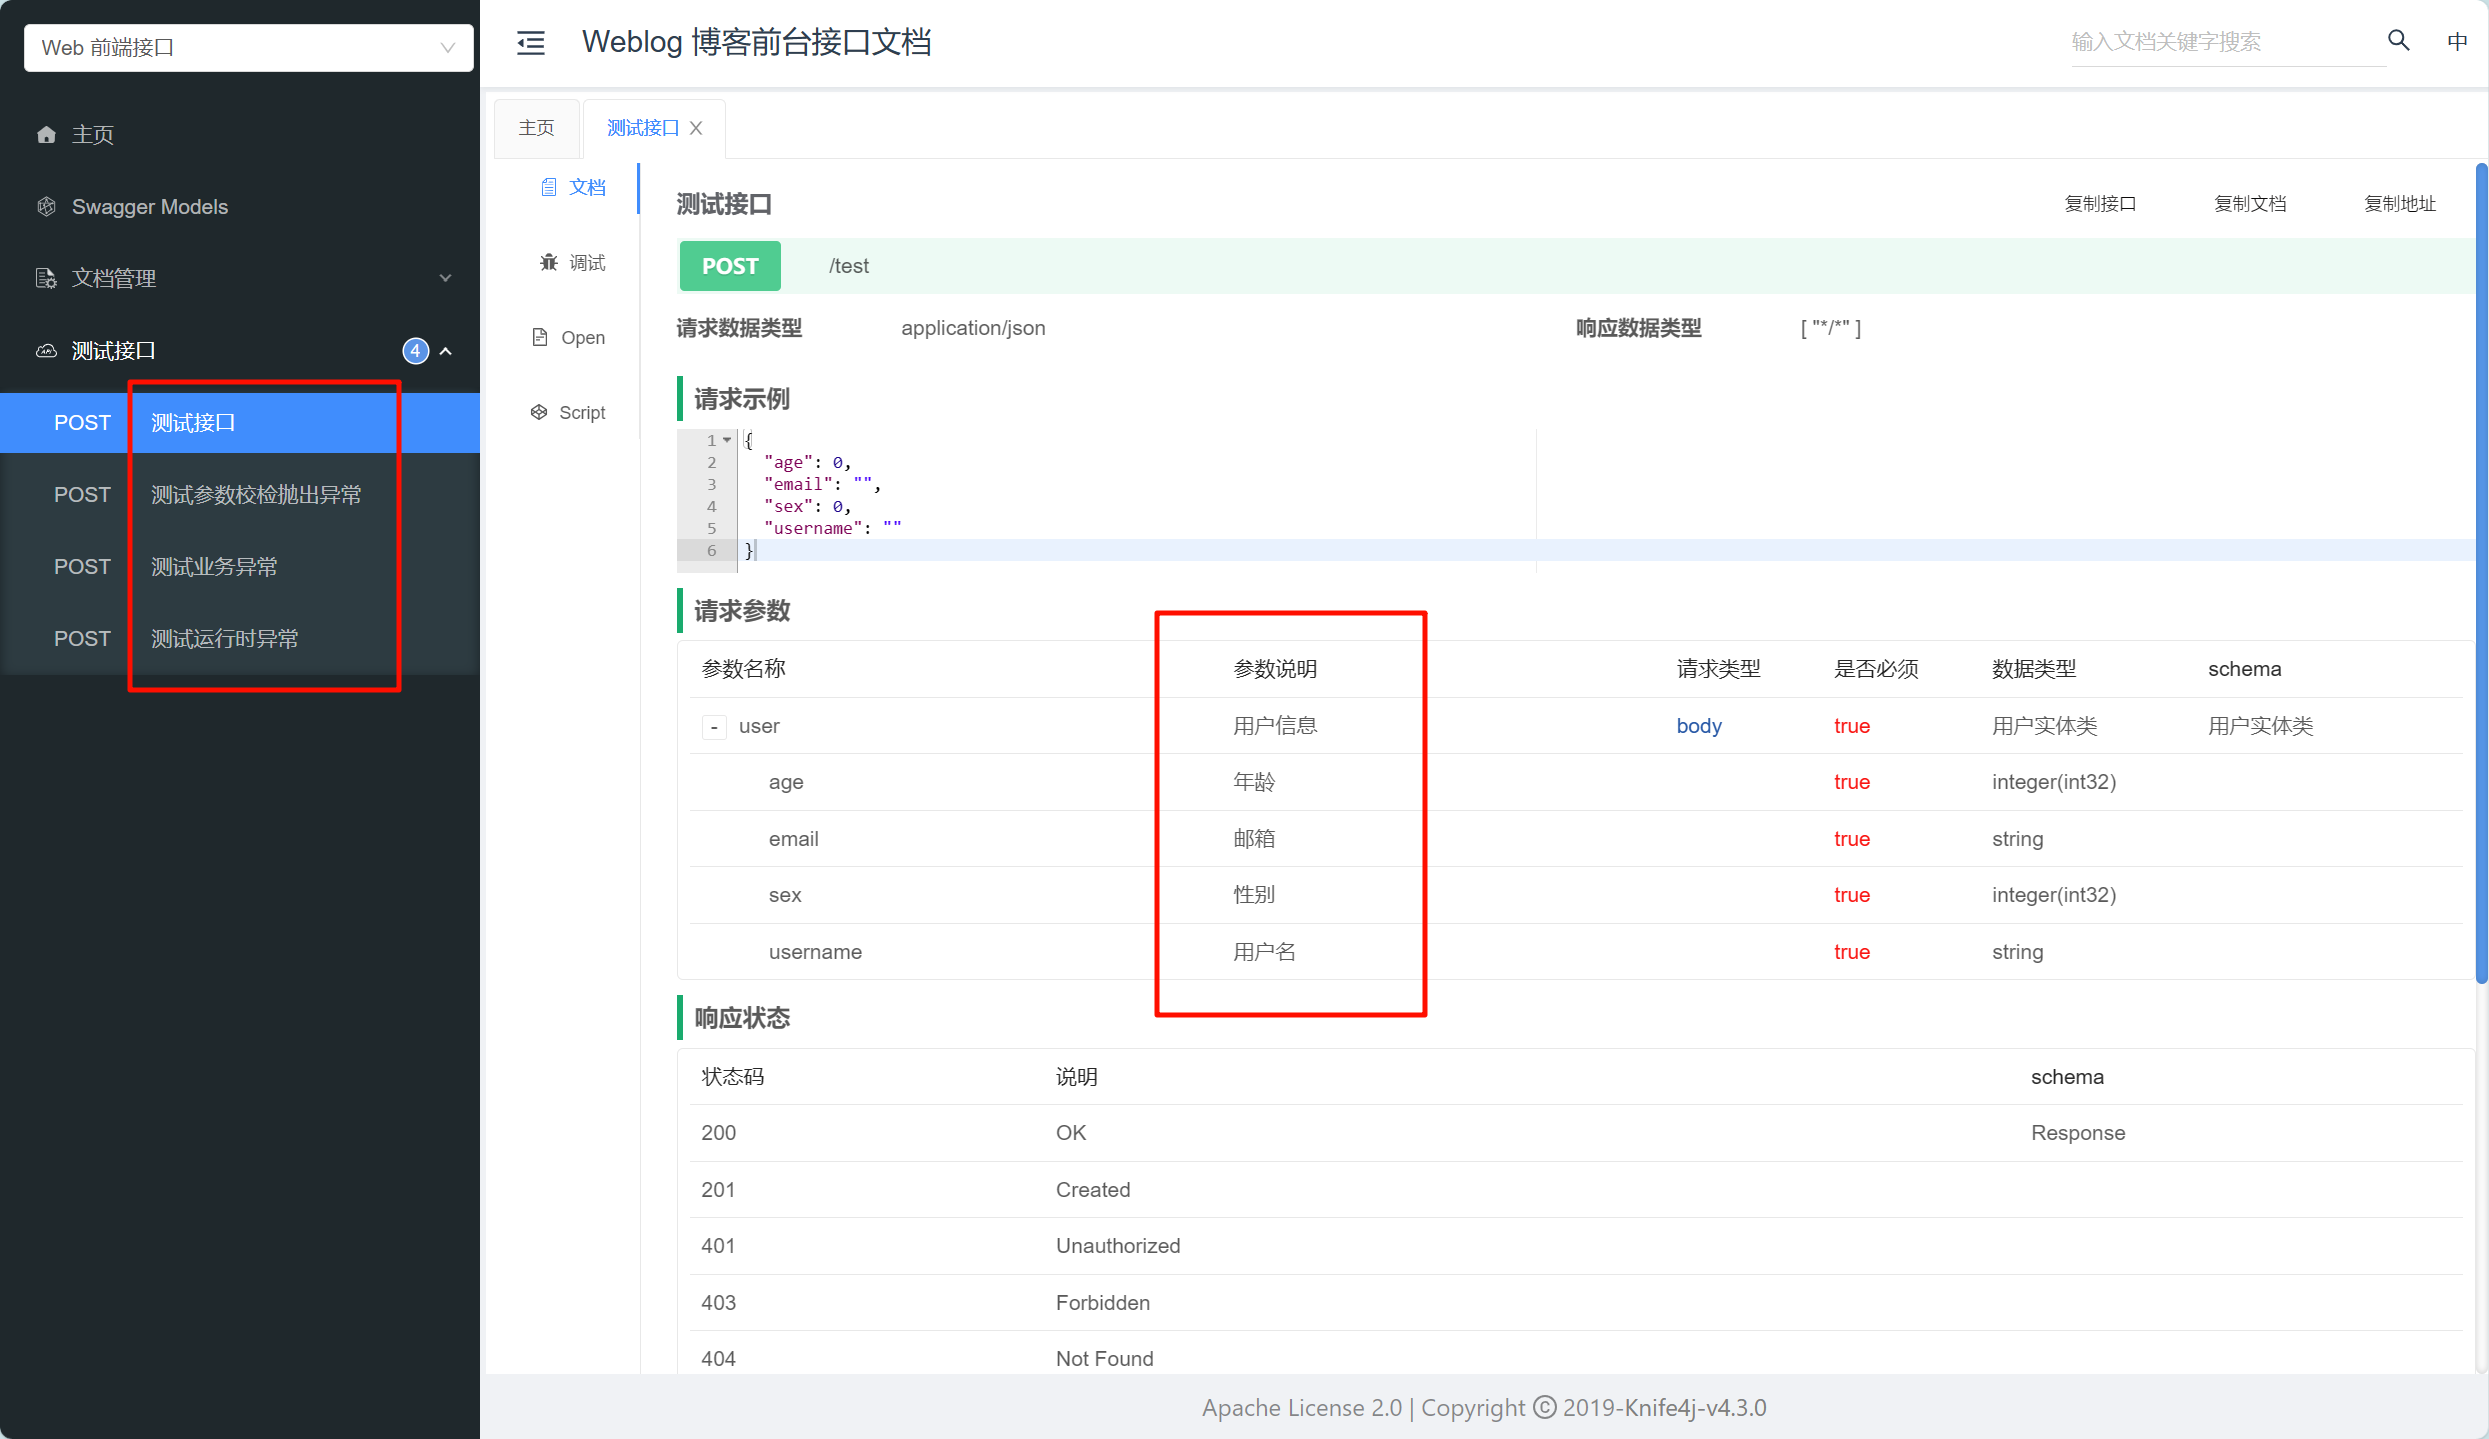 Web 前端接口
主页
Swagger Models
文档管理
测试接口 4
POST 测试接口
POST 测试参数校检抛出异常
POST 测试业务异常
POST 测试运行时异常
Weblog 博客前台接口文档
输入文档关键字搜索
中
主页 测试接口 X
文档
调试
Open
Script
测试接口
复制接口 复制文档 复制地址
POST /test
请求数据类型 application/json 响应数据类型 [ "*/*" ]
请求示例
1 {
2 "age": 0,
3 "email": "",
4 "sex": 0,
5 "username": ""
6 }
请求参数
参数名称 参数说明 请求类型 是否必须 数据类型 schema
- user 用户信息 body true 用户实体类 用户实体类
age 年龄 true integer(int32)
email 邮箱 true string
sex 性别 true integer(int32)
username 用户名 true string
响应状态
状态码 说明 schema
200 OK Response
201 Created
401 Unauthorized
403 Forbidden
404 Not Found
Apache License 2.0 | Copyright © 2019-Knife4j-v4.3.0